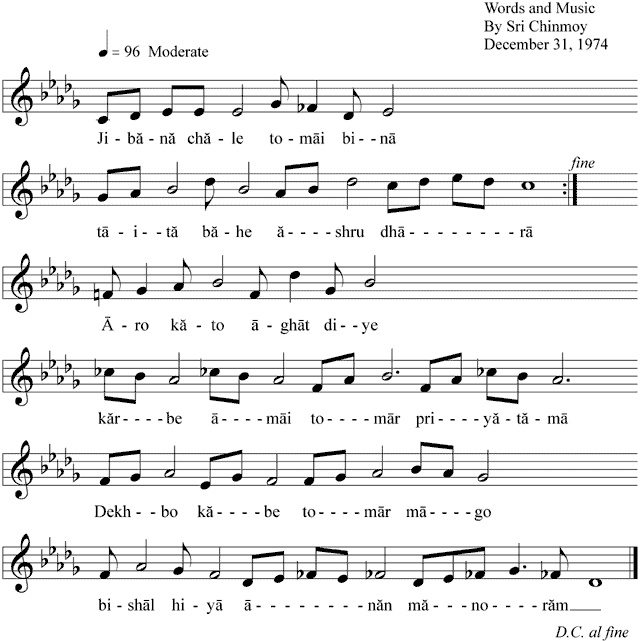 Words and Music
By Sri Chinmoy
December 31, 1974
= 96 Moderate
Ji-bă-nă chă-le to-māi bi-nā
fine
tā-i-tă bă-he ă----shru dhā---------rā
Ā-ro kă-to ā-ghāt di--ye
kăr----be ā---māi to---mār pri---yă-tă-mā
Dekh--bo kă---be to---mār mā----go
bi-shāl hi-yā ā---------năn mă--no--răm
D.C. al fine